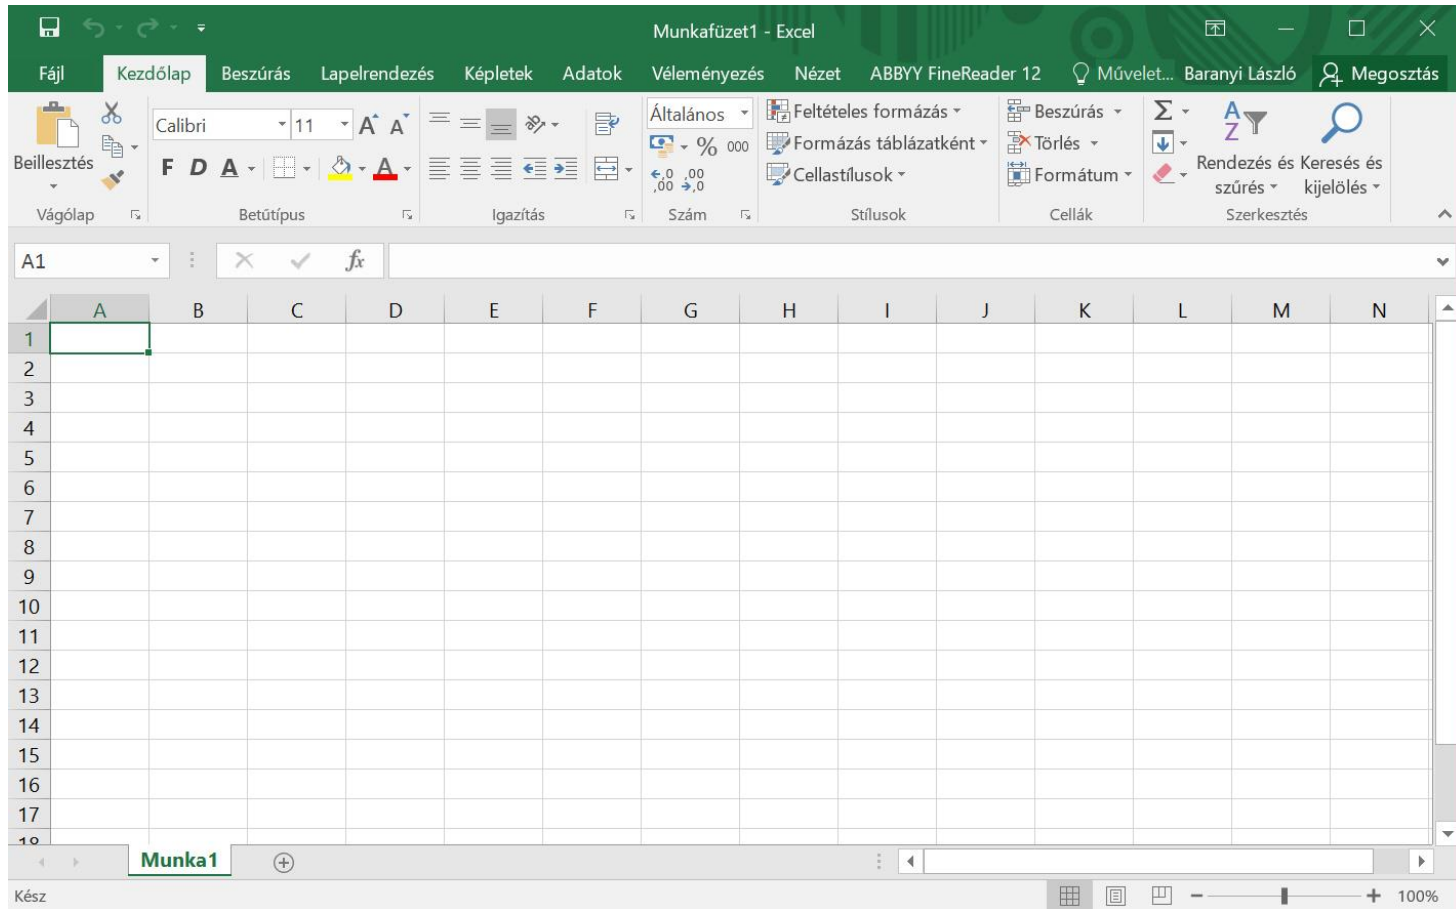 Munkafüzet1 - Excel
Fájl Kezdőlap Beszúrás Lapelrendezés Képletek Adatok Véleményezés Nézet ABBYY FineReader 12 Művelet... Baranyi László Megosztás
Beillesztés
Calibri 11
F D A A
Általános
% 000
Feltételes formázás
Formázás táblázatként
Cellastílusok
Beszúrás
Törlés
Formátum
Σ
Rendezés és szűrés
Keresés és kijelölés
Vágólap Betűtípus Igazítás Szám Stílusok Cellák Szerkesztés
A1 fx
A B C D E F G H I J K L M N
1
2
3
4
5
6
7
8
9
10
11
12
13
14
15
16
17
18
Munka1
Kész 100%